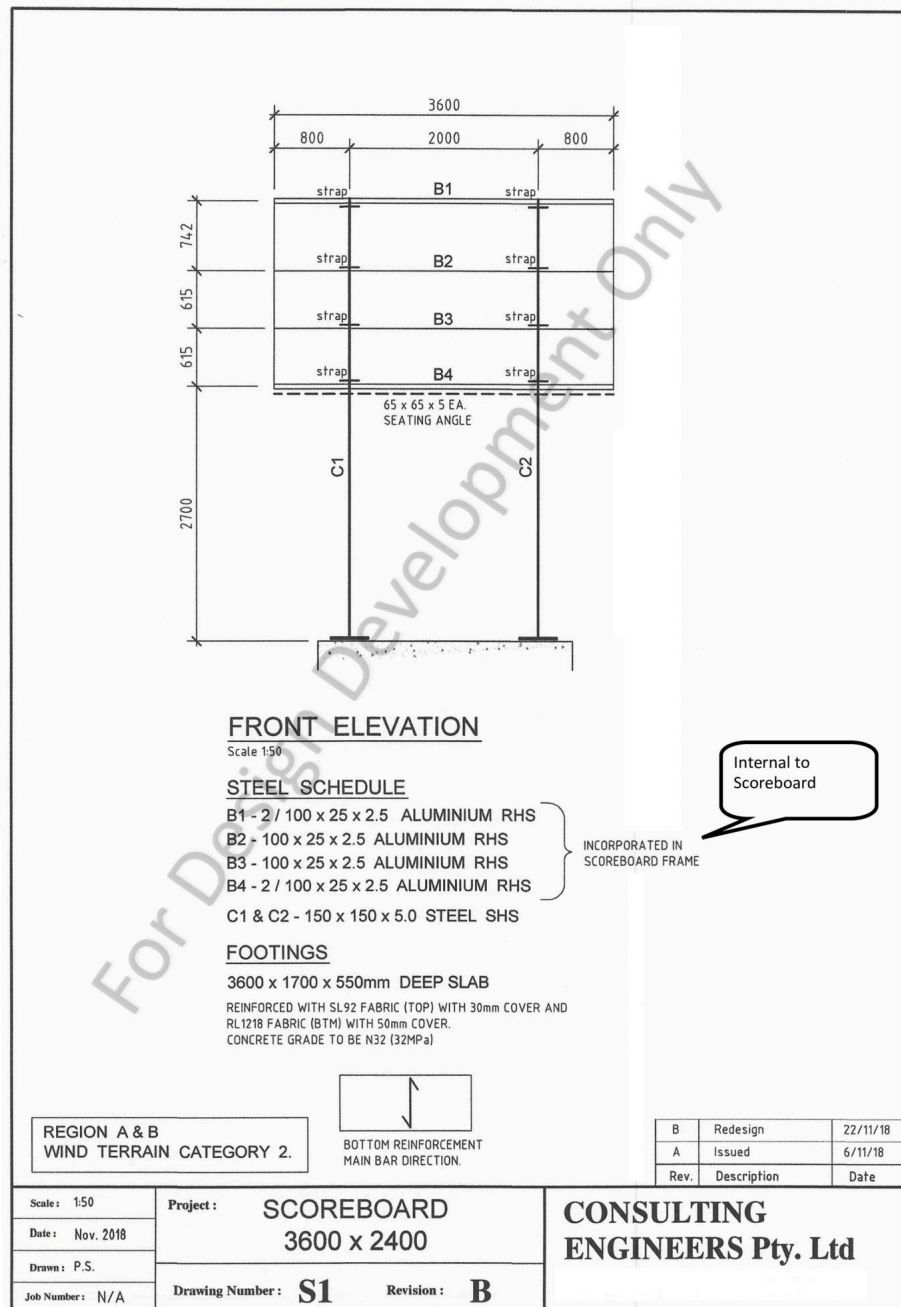 3600
800 2000 800
strap B1 strap
742
strap B2 strap
615
strap B3 strap
615
strap B4 strap
65 x 65 x 5 EA.
SEATING ANGLE
C1 C2
2700
For Design Development Only
FRONT ELEVATION
Scale 1:50
Internal to
Scoreboard
STEEL SCHEDULE
B1 - 2 / 100 x 25 x 2.5 ALUMINIUM RHS
B2 - 100 x 25 x 2.5 ALUMINIUM RHS
B3 - 100 x 25 x 2.5 ALUMINIUM RHS
B4 - 2 / 100 x 25 x 2.5 ALUMINIUM RHS
INCORPORATED IN
SCOREBOARD FRAME
C1 & C2 - 150 x 150 x 5.0 STEEL SHS
FOOTINGS
3600 x 1700 x 550mm DEEP SLAB
REINFORCED WITH SL92 FABRIC (TOP) WITH 30mm COVER AND
RL1218 FABRIC (BTM) WITH 50mm COVER.
CONCRETE GRADE TO BE N32 (32MPa)
BOTTOM REINFORCEMENT
MAIN BAR DIRECTION.
REGION A & B
WIND TERRAIN CATEGORY 2.
B Redesign 22/11/18
A Issued 6/11/18
Rev. Description Date
Scale : 1:50
Date : Nov. 2018
Drawn : P.S.
Job Number : N/A
Project : SCOREBOARD
3600 x 2400
Drawing Number : S1 Revision : B
CONSULTING
ENGINEERS Pty. Ltd